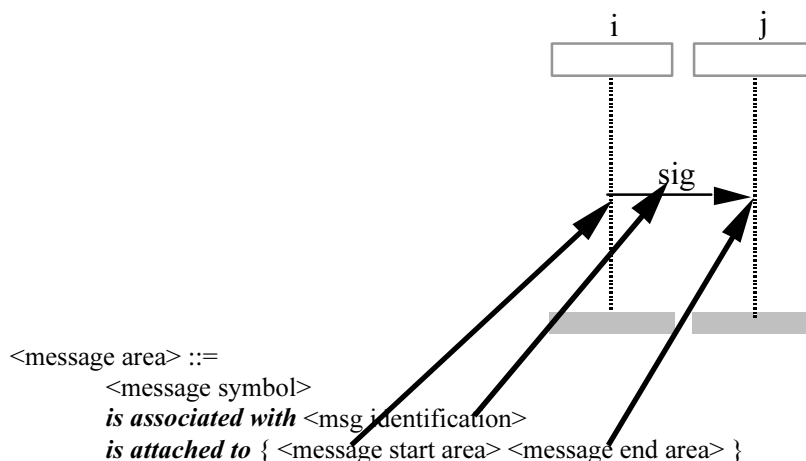 i j
sig
<message area> ::=
<message symbol>
is associated with <msg identification>
is attached to { <message start area> <message end area> }